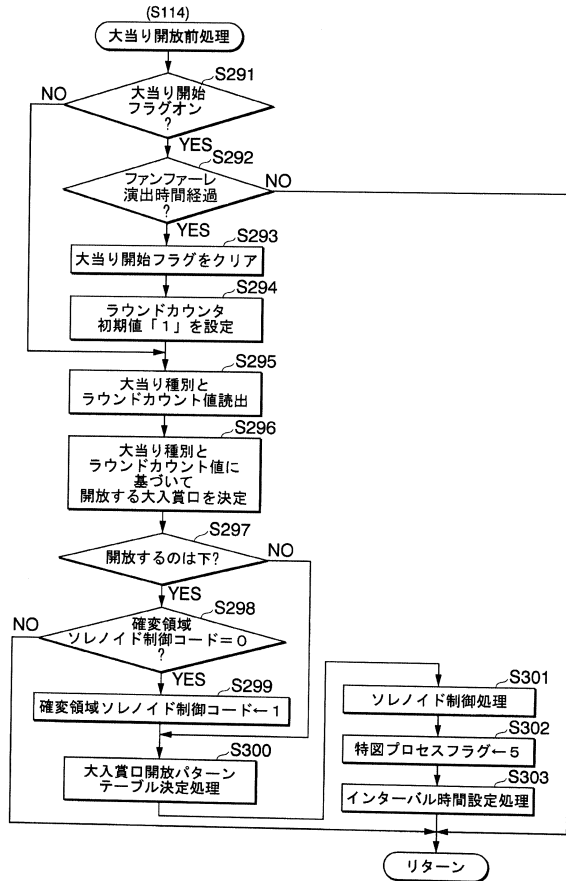 (S114)
大当り開放前処理
S291
大当り開始
フラグオン
?
NO
YES
S292
ファンファーレ
演出時間経過
?
NO
YES
S293
大当り開始フラグをクリア
S294
ラウンドカウンタ
初期値「1」を設定
S295
大当り種別と
ラウンドカウント値読出
S296
大当り種別と
ラウンドカウント値に
基づいて
開放する大入賞口を決定
S297
開放するのは下?
NO
YES
S298
確変領域
ソレノイド制御コード=0
?
NO
YES
S299
確変領域ソレノイド制御コード←1
S300
大入賞口開放パターン
テーブル決定処理
S301
ソレノイド制御処理
S302
特図プロセスフラグ←5
S303
インターバル時間設定処理
リターン